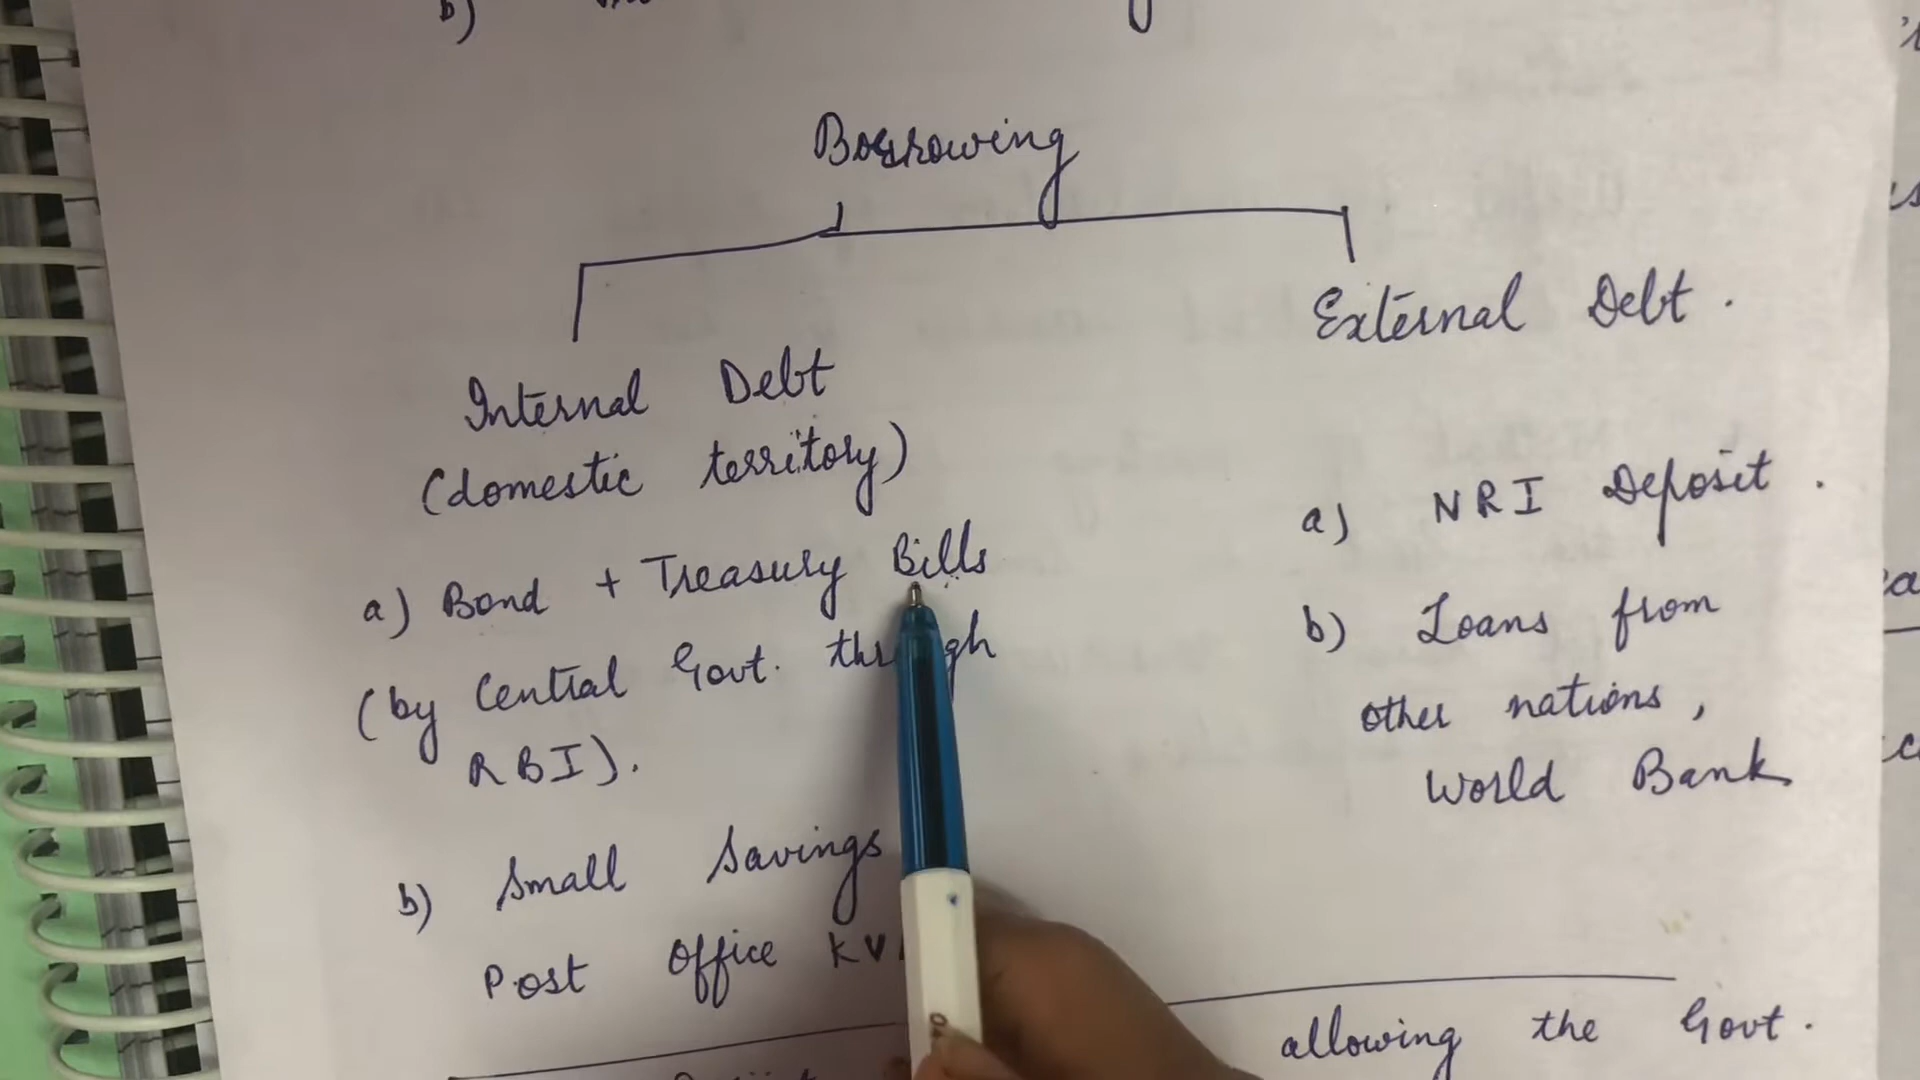 b)
Borrowing
Internal Debt
(domestic territory)
a) Bond + Treasury Bills
(by Central Govt. through
RBI).
b) Small Savings
Post Office
External Debt.
a) NRI Deposit.
b) Loans from
other nations,
World Bank
allowing the Govt.